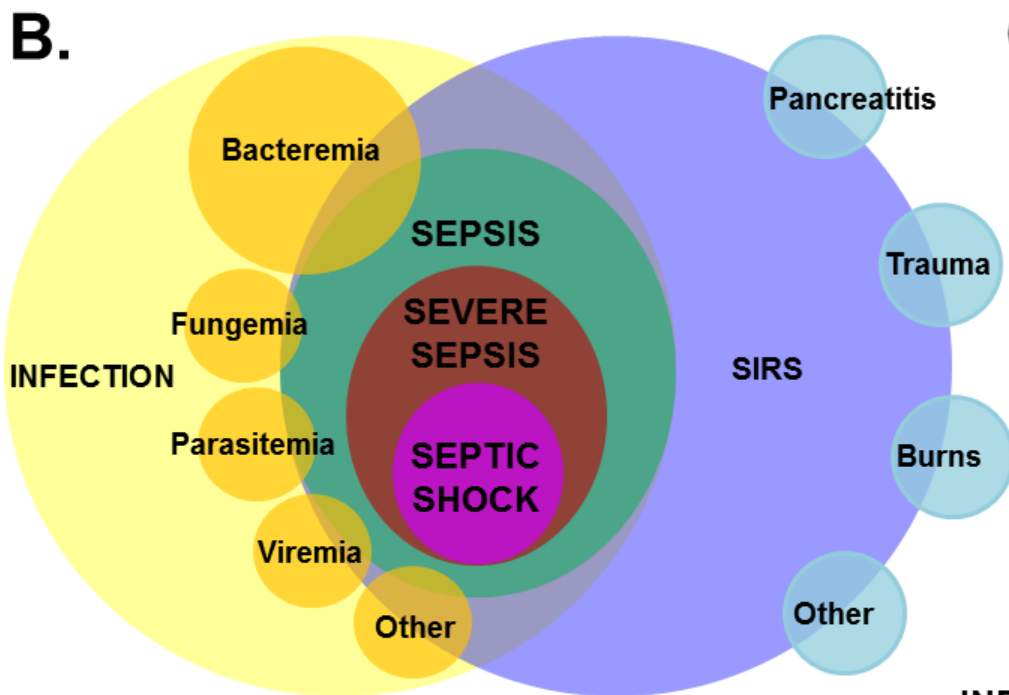 B.
Pancreatitis
Bacteremia
SEPSIS
Trauma
SEVERE
SEPSIS
Fungemia
INFECTION
SIRS
Parasitemia
SEPTIC
SHOCK
Burns
Viremia
Other
Other